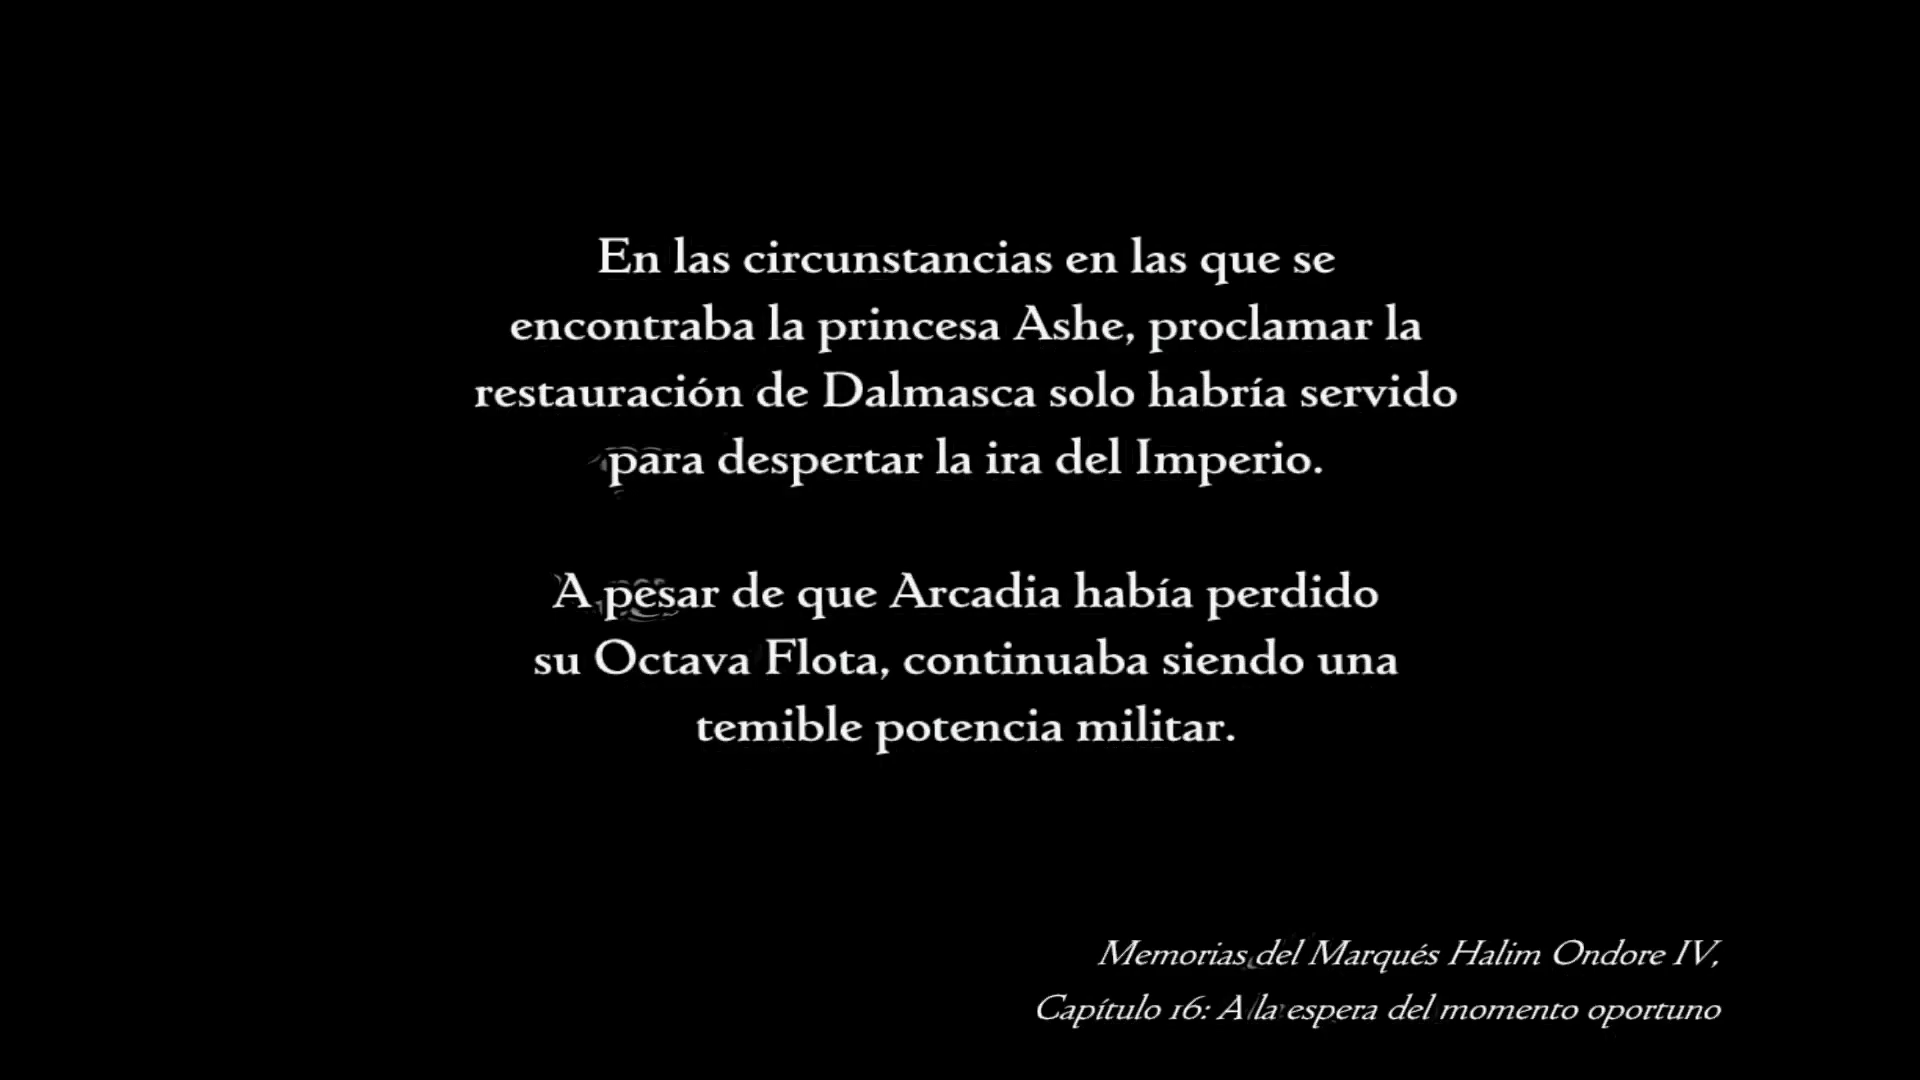 En las circunstancias en las que se
encontraba la princesa Ashe, proclamar la
restauración de Dalmasca solo habría servido
para despertar la ira del Imperio.
A pesar de que Arcadia había perdido
su Octava Flota, continuaba siendo una
temible potencia militar.
Memorias del Marqués Halim Ondore IV,
Capítulo 16: A la espera del momento oportuno